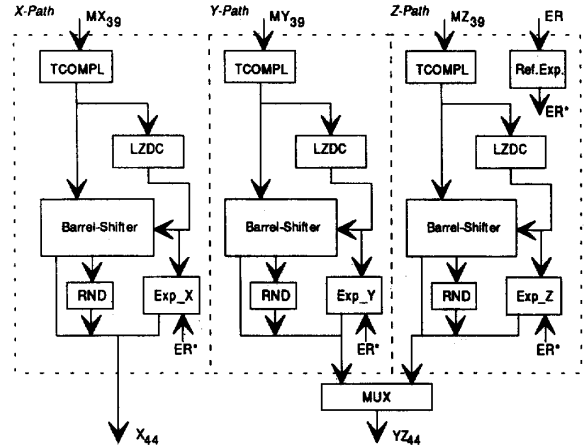 X-Path MX39 Y-Path MY39 Z-Path MZ39 ER
TCOMPL TCOMPL TCOMPL Ref.Exp.
ER*
LZDC LZDC LZDC
Barrel-Shifter Barrel-Shifter Barrel-Shifter
RND Exp_X RND Exp_Y RND Exp_Z
ER* ER* ER*
MUX
X44 YZ44